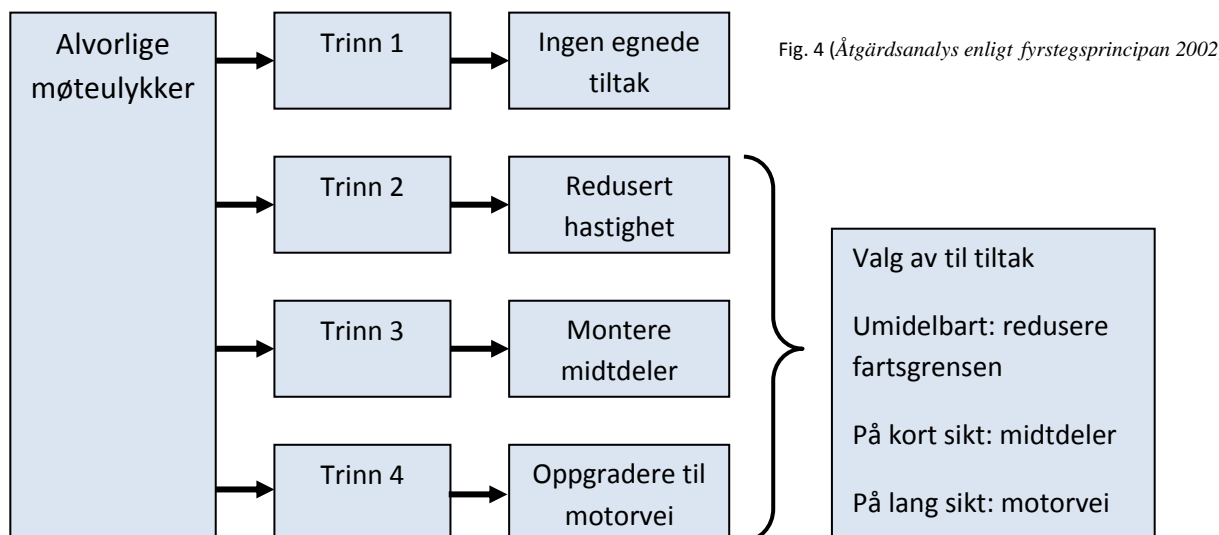 Alvorlige
møteulykker
Trinn 1
Ingen egnede
tiltak
Fig. 4 (Åtgärdsanalys enligt fyrstegsprincipan 2002
Trinn 2
Redusert
hastighet
Trinn 3
Montere
midtdeler
Trinn 4
Oppgradere til
motorvei
Valg av til tiltak
Umidelbart: redusere
fartsgrensen
På kort sikt: midtdeler
På lang sikt: motorvei